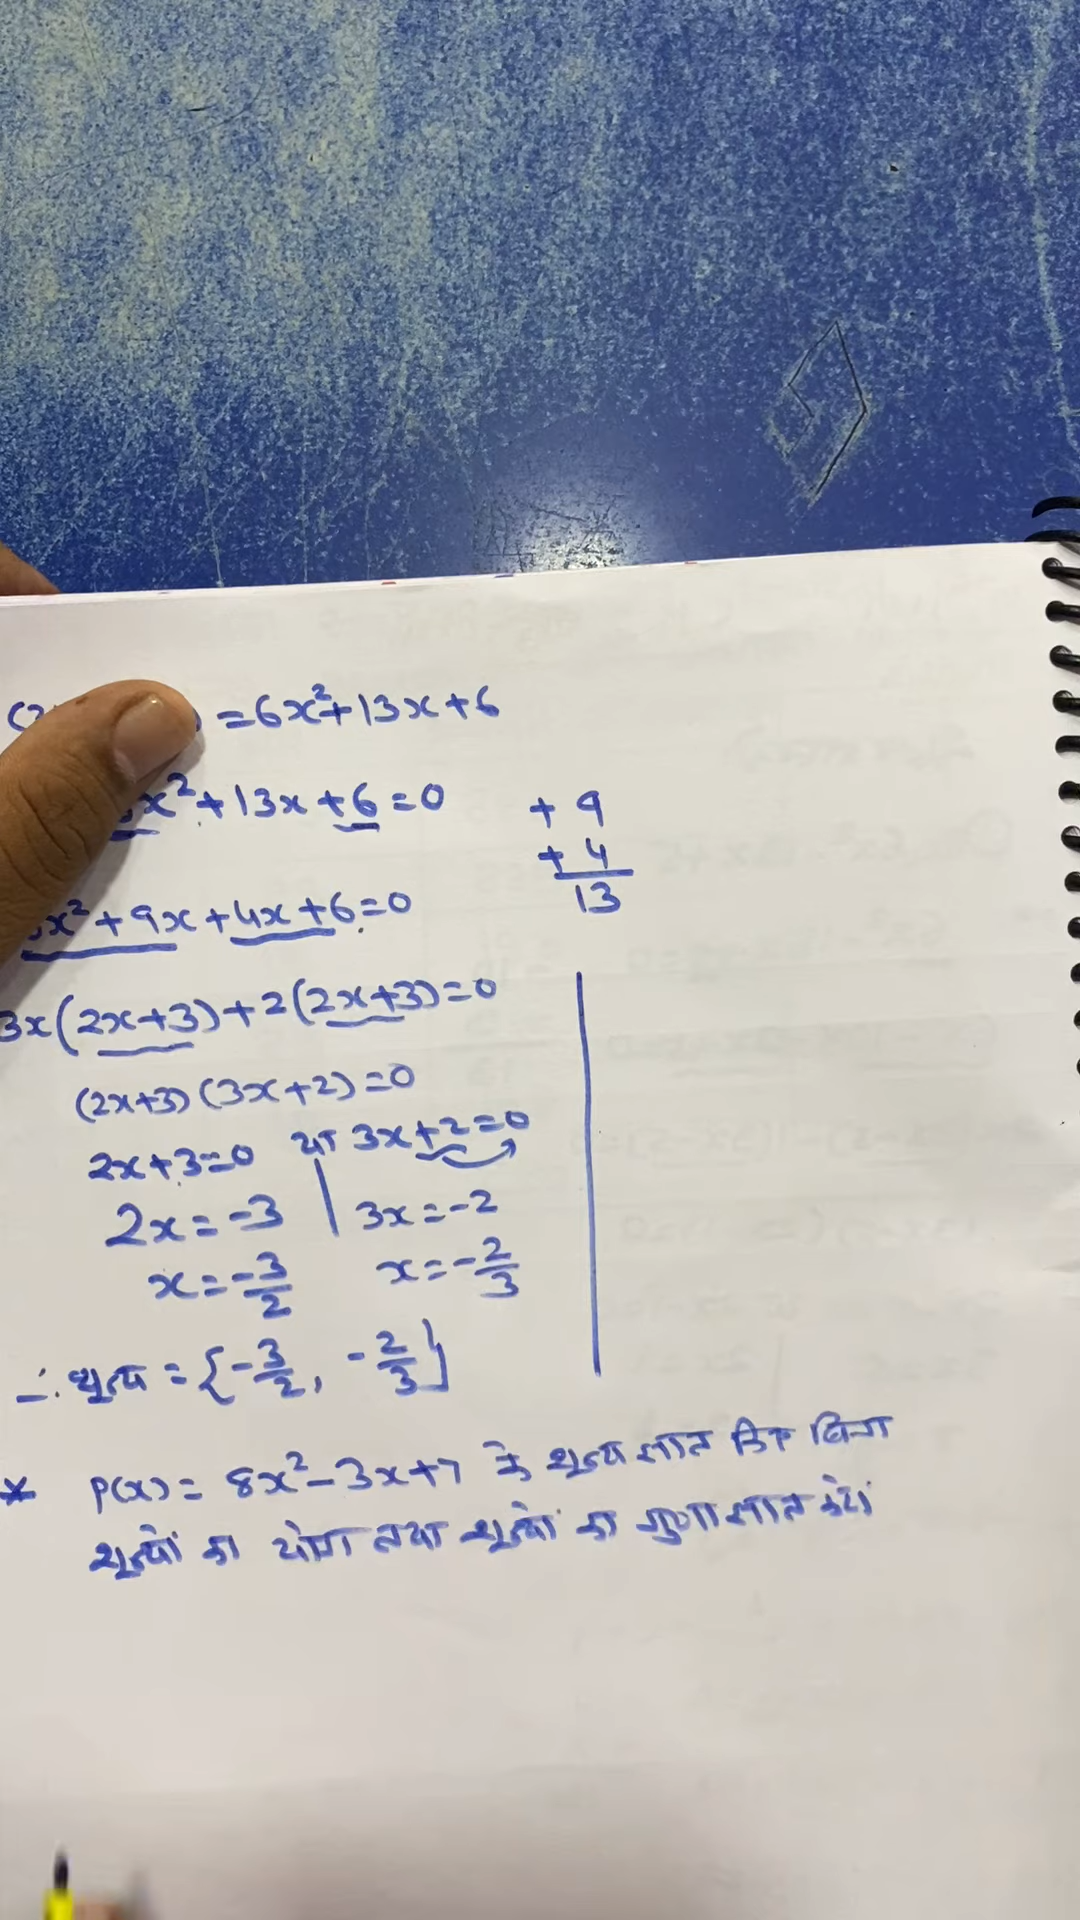 = 6x² + 13x + 6
x² + 13x + 6 = 0
+ 9
+ 4
13
x² + 9x + 4x + 6 = 0
3x(2x+3) + 2(2x+3) = 0
(2x+3)(3x+2) = 0
2x+3=0 या 3x+2=0
2x = -3 | 3x = -2
x = -3/2 x = -2/3
∴ शून्य = {-3/2, -2/3}
* P(x) = 8x² - 3x + 7 के शून्य ज्ञात किए बिना
शून्यों का योग तथा शून्यों का गुणा ज्ञात करें।